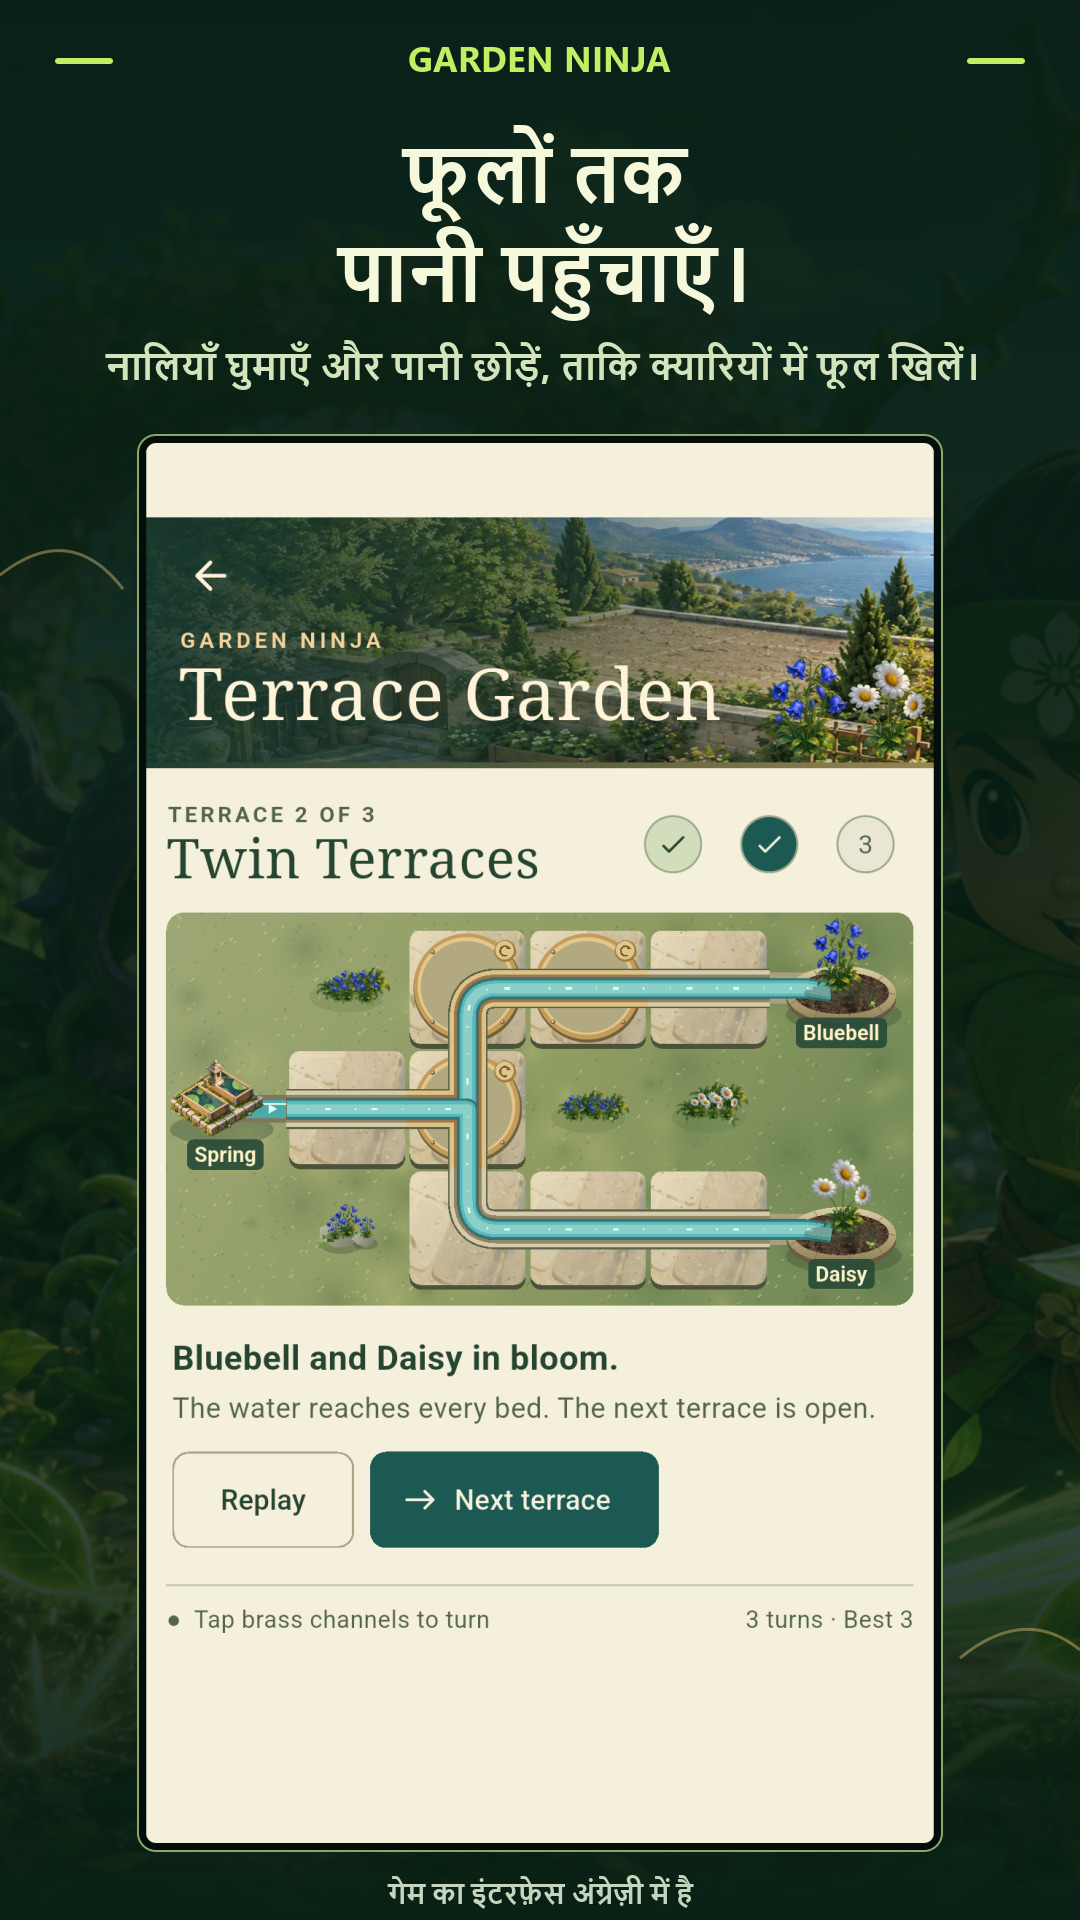 GARDEN NINJA
फूलों तक
पानी पहुँचाएँ।
नालियाँ घुमाएँ और पानी छोड़ें, ताकि क्यारियों में फूल खिलें।
GARDEN NINJA
Terrace Garden
TERRACE 2 OF 3
Twin Terraces
3
Bluebell
Spring
Daisy
Bluebell and Daisy in bloom.
The water reaches every bed. The next terrace is open.
Replay
→ Next terrace
• Tap brass channels to turn
3 turns · Best 3
गेम का इंटरफ़ेस अंग्रेज़ी में है